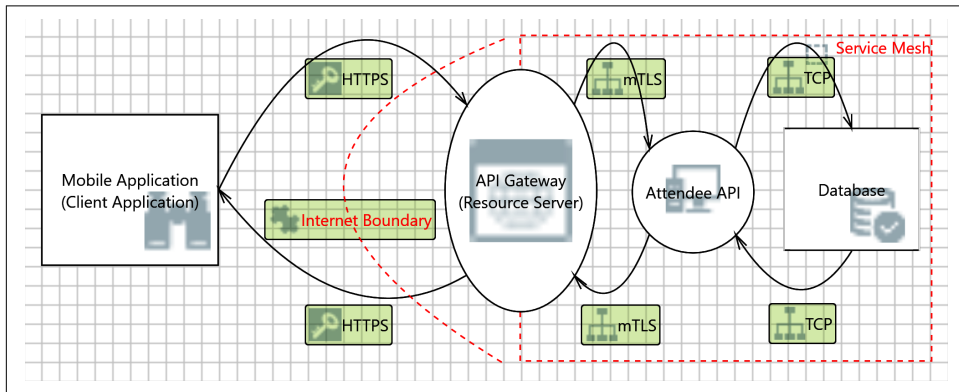 Service Mesh
HTTPS
mTLS
TCP
Mobile Application
(Client Application)
API Gateway
(Resource Server)
Attendee API
Database
Internet Boundary
HTTPS
mTLS
TCP